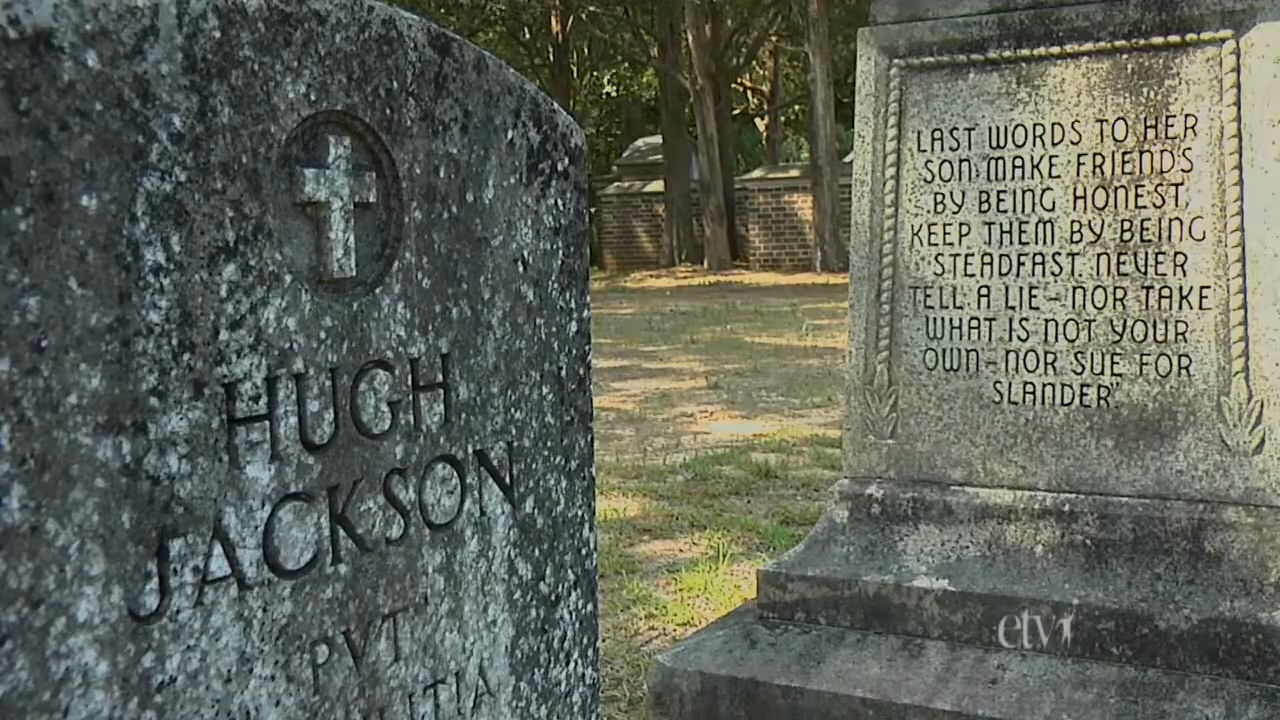 HUGH
JACKSON
PVT
ITIA
LAST WORDS TO HER
SON: MAKE FRIENDS
BY BEING HONEST,
KEEP THEM BY BEING
STEADFAST. NEVER
TELL A LIE - NOR TAKE
WHAT IS NOT YOUR
OWN - NOR SUE FOR
SLANDER".
etv